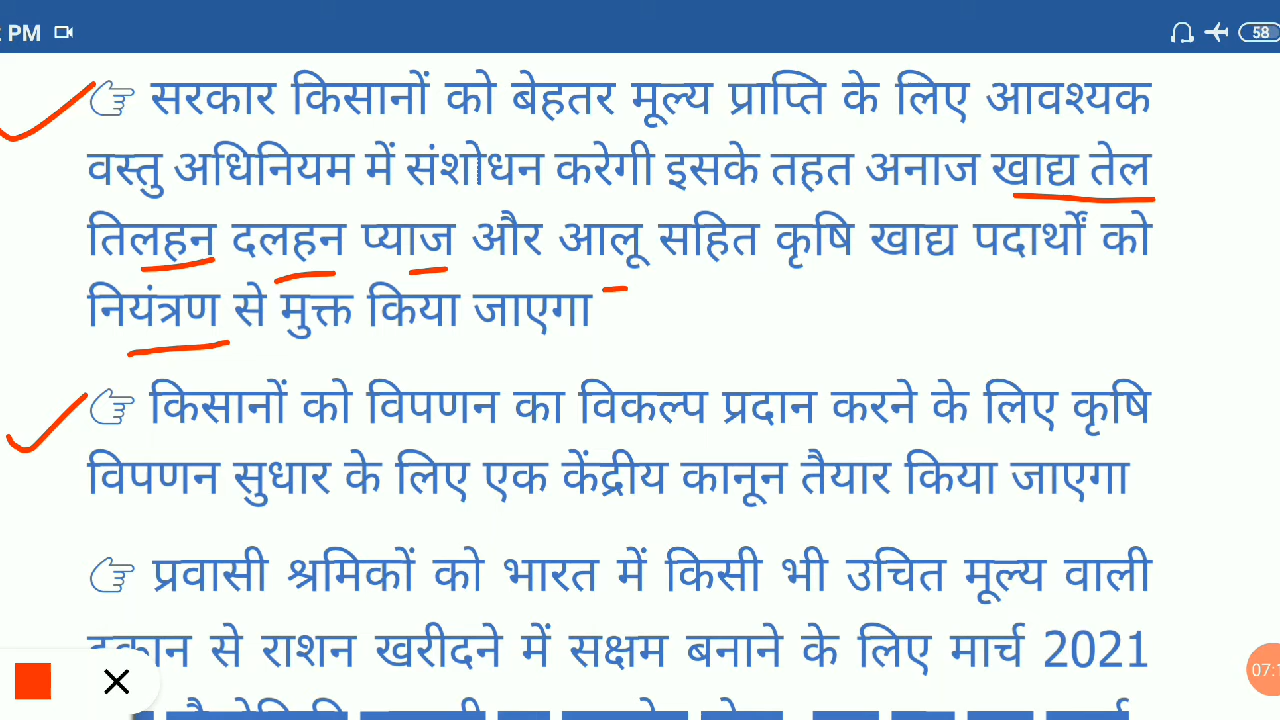 PM 58
👉 सरकार किसानों को बेहतर मूल्य प्राप्ति के लिए आवश्यक
वस्तु अधिनियम में संशोधन करेगी इसके तहत अनाज खाद्य तेल
तिलहन दलहन प्याज और आलू सहित कृषि खाद्य पदार्थों को
नियंत्रण से मुक्त किया जाएगा
👉 किसानों को विपणन का विकल्प प्रदान करने के लिए कृषि
विपणन सुधार के लिए एक केंद्रीय कानून तैयार किया जाएगा
👉 प्रवासी श्रमिकों को भारत में किसी भी उचित मूल्य वाली
दुकान से राशन खरीदने में सक्षम बनाने के लिए मार्च 2021